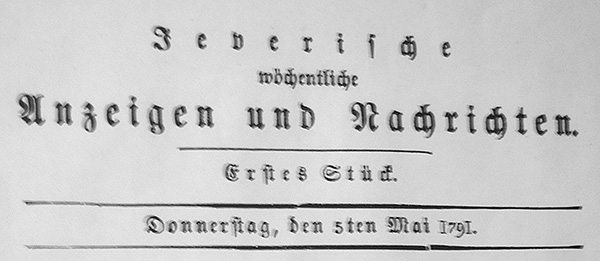 Jeverische
wöchentliche
Anzeigen und Nachrichten.
Erstes Stück.
Donnerstag, den 5ten Mai 1791.